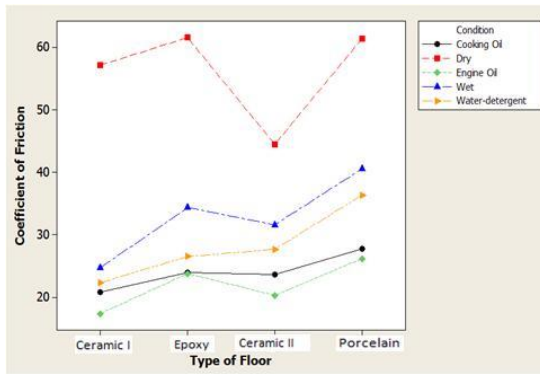 Condition
Cooking Oil
Dry
Engine Oil
Wet
Water-detergent
Coefficient of Friction
60
50
40
30
20
Ceramic I Epoxy Ceramic II Porcelain
Type of Floor